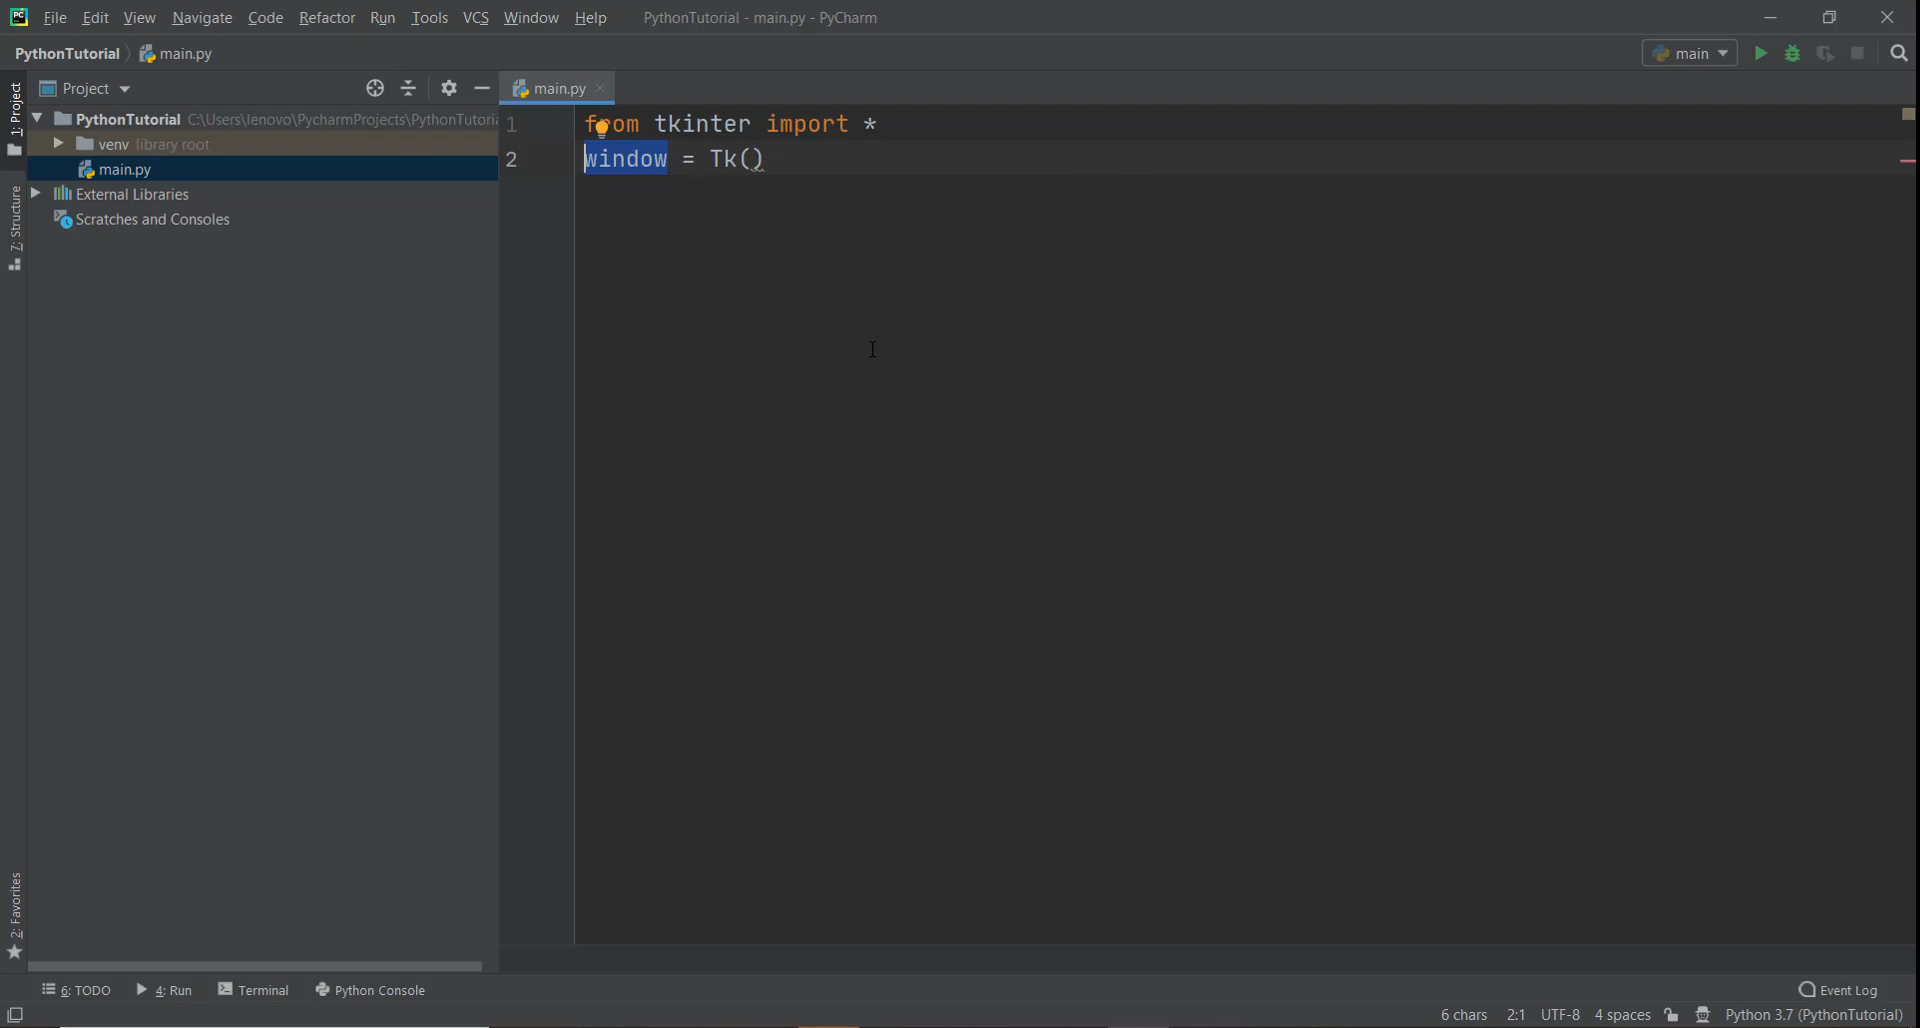 PC File Edit View Navigate Code Refactor Run Tools VCS Window Help PythonTutorial - main.py - PyCharm
PythonTutorial main.py main
1: Project
Project main.py
PythonTutorial C:\Users\lenovo\PycharmProjects\PythonTutori
venv library root
main.py
External Libraries
Scratches and Consoles
7: Structure
2: Favorites
1 from tkinter import *
2 window = Tk()
6: TODO 4: Run Terminal Python Console Event Log
6 chars 2:1 UTF-8 4 spaces Python 3.7 (PythonTutorial)